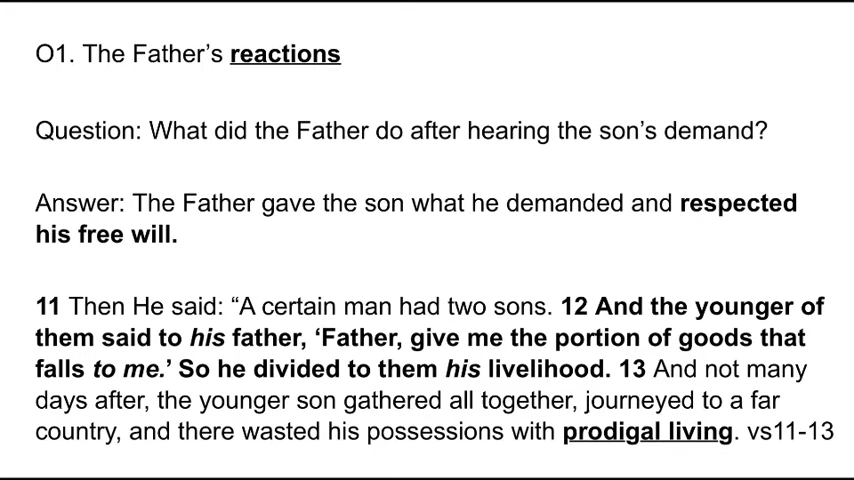 O1. The Father’s reactions
Question: What did the Father do after hearing the son’s demand?
Answer: The Father gave the son what he demanded and respected
his free will.
11 Then He said: “A certain man had two sons. 12 And the younger of
them said to his father, ‘Father, give me the portion of goods that
falls to me.’ So he divided to them his livelihood. 13 And not many
days after, the younger son gathered all together, journeyed to a far
country, and there wasted his possessions with prodigal living. vs11-13